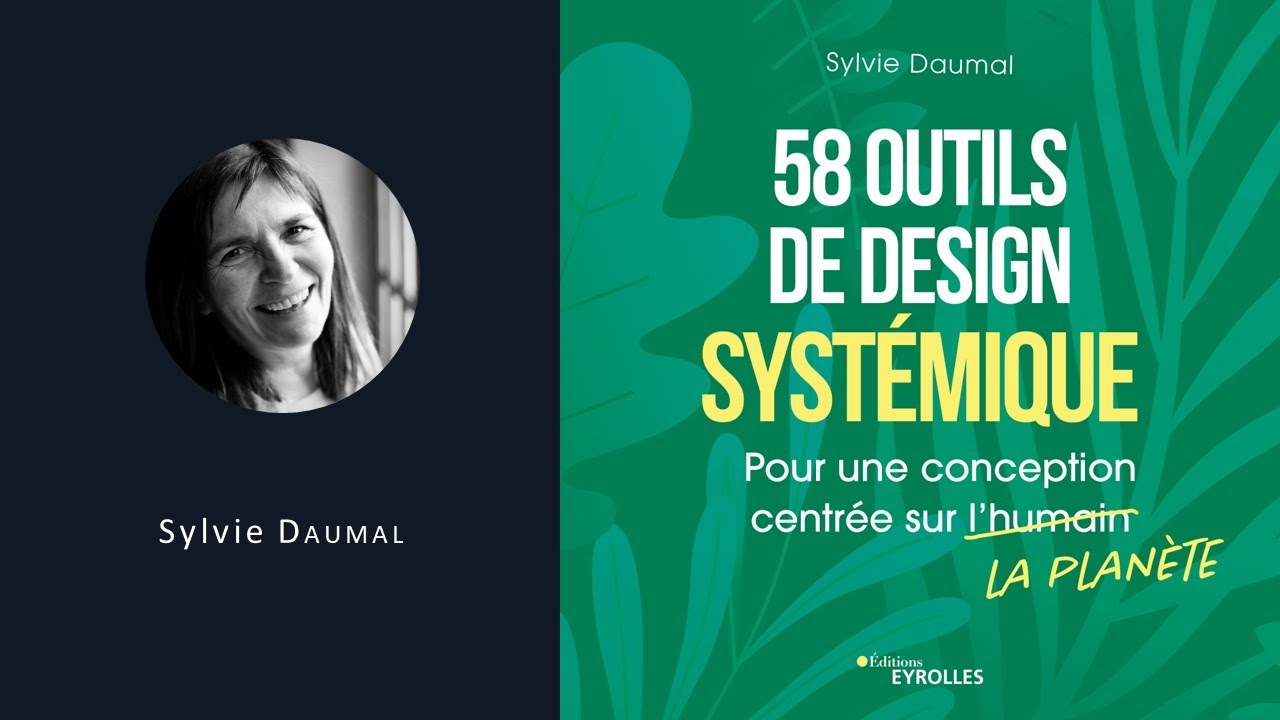 Sylvie DAUMAL
Sylvie Daumal
58 OUTILS
DE DESIGN
SYSTÉMIQUE
Pour une conception
centrée sur l'humain
LA PLANÈTE
Éditions
EYROLLES